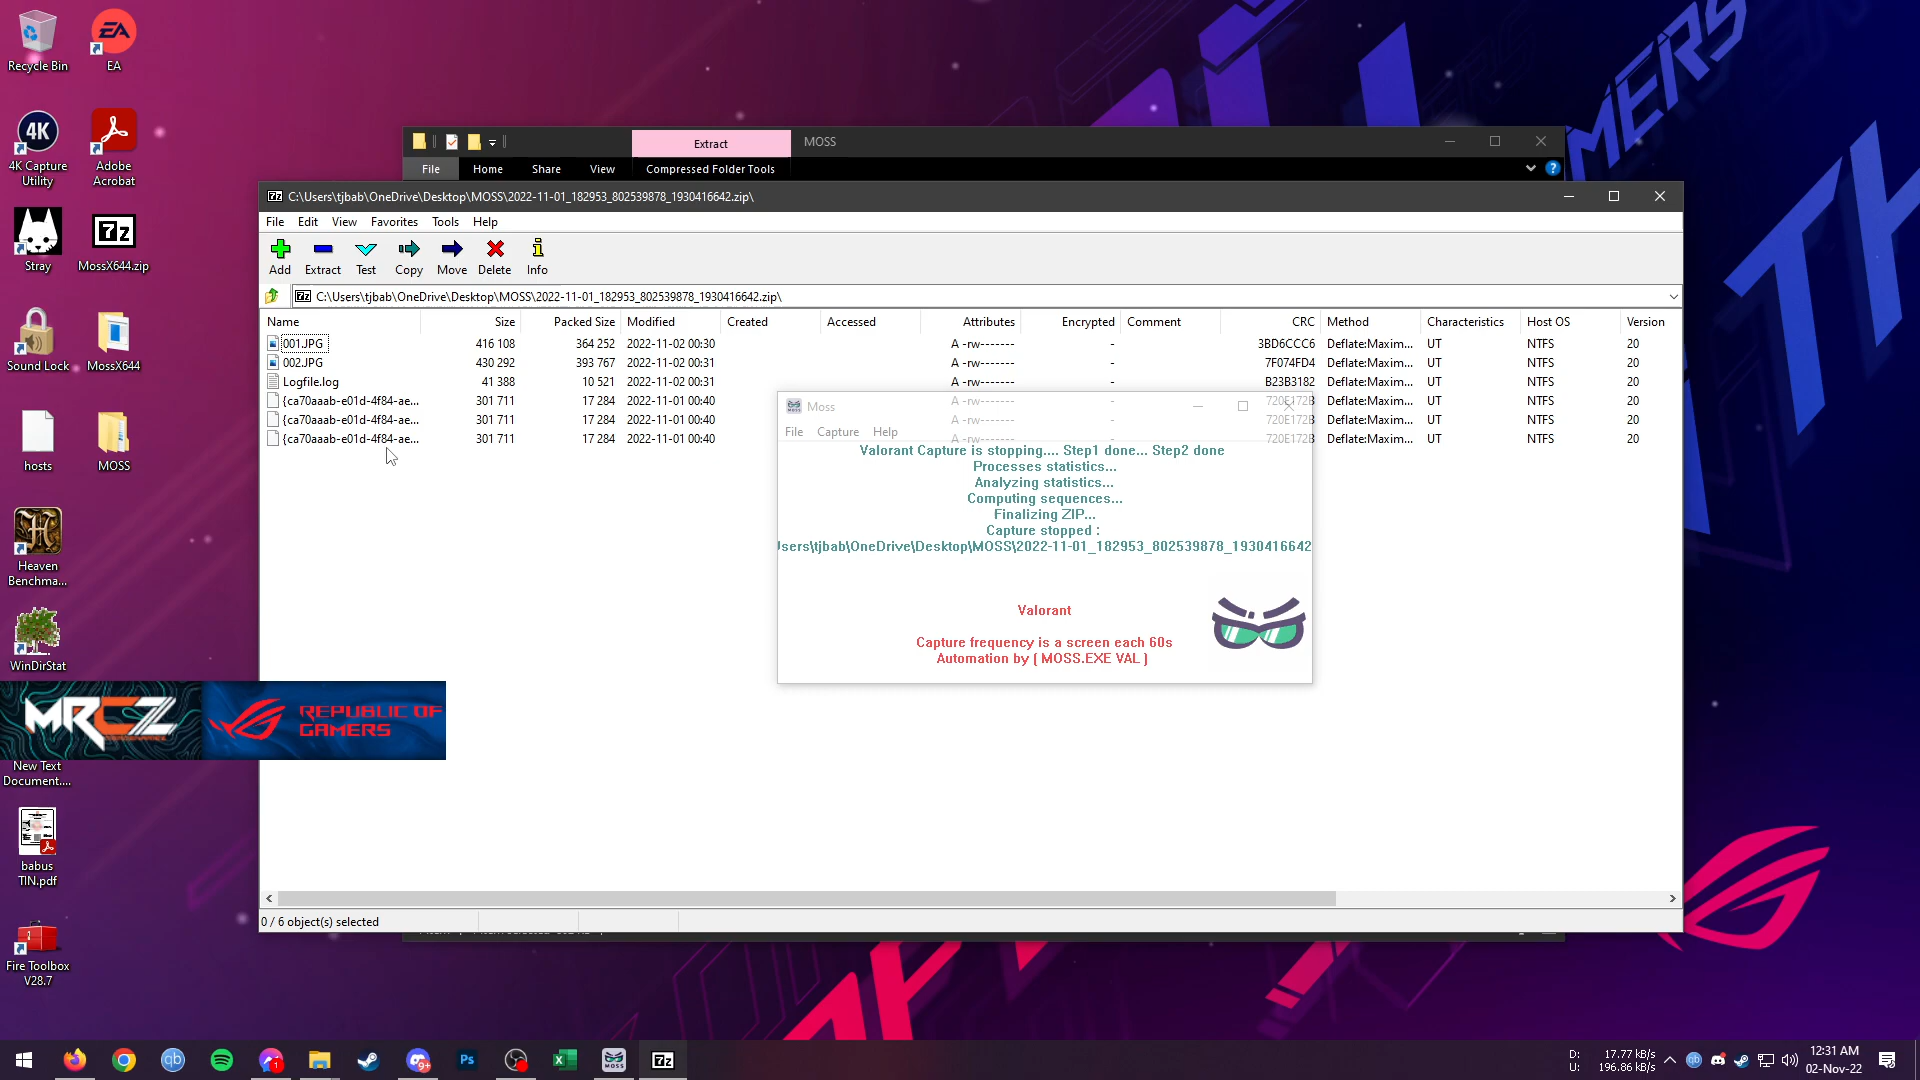 Recycle Bin
EA
4K Capture
Utility
Adobe
Acrobat
Stray
MossX644.zip
Sound Lock
MossX644
hosts
MOSS
Heaven
Benchma...
WinDirStat
MRCZ
REPUBLIC OF
GAMERS
New Text
Document....
babus
TIN.pdf
Fire Toolbox
V28.7
Extract
MOSS
File Home Share View Compressed Folder Tools
C:\Users\tjbab\OneDrive\Desktop\MOSS\2022-11-01_182953_802539878_1930416642.zip\
File Edit View Favorites Tools Help
Add Extract Test Copy Move Delete Info
C:\Users\tjbab\OneDrive\Desktop\MOSS\2022-11-01_182953_802539878_1930416642.zip\
Name Size Packed Size Modified Created Accessed Attributes Encrypted Comment CRC Method Characteristics Host OS Version
001.JPG 416 108 364 252 2022-11-02 00:30 A -rw------- - 3BD6CCC6 Deflate:Maxim... UT NTFS 20
002.JPG 430 292 393 767 2022-11-02 00:31 A -rw------- - 7F074FD4 Deflate:Maxim... UT NTFS 20
Logfile.log 41 388 10 521 2022-11-02 00:31 A -rw------- - B23B3182 Deflate:Maxim... UT NTFS 20
{ca70aaab-e01d-4f84-ae... 301 711 17 284 2022-11-01 00:40 A -rw------- - 720E172B Deflate:Maxim... UT NTFS 20
{ca70aaab-e01d-4f84-ae... 301 711 17 284 2022-11-01 00:40 A -rw------- - 720E172B Deflate:Maxim... UT NTFS 20
{ca70aaab-e01d-4f84-ae... 301 711 17 284 2022-11-01 00:40 A -rw------- - 720E172B Deflate:Maxim... UT NTFS 20
Moss
File Capture Help
Valorant Capture is stopping.... Step1 done... Step2 done
Processes statistics...
Analyzing statistics...
Computing sequences...
Finalizing ZIP...
Capture stopped :
Jsers\tjbab\OneDrive\Desktop\MOSS\2022-11-01_182953_802539878_1930416642
Valorant
Capture frequency is a screen each 60s
Automation by [ MOSS.EXE VAL ]
0 / 6 object(s) selected
D: 17.77 kB/s
U: 196.86 kB/s
12:31 AM
02-Nov-22